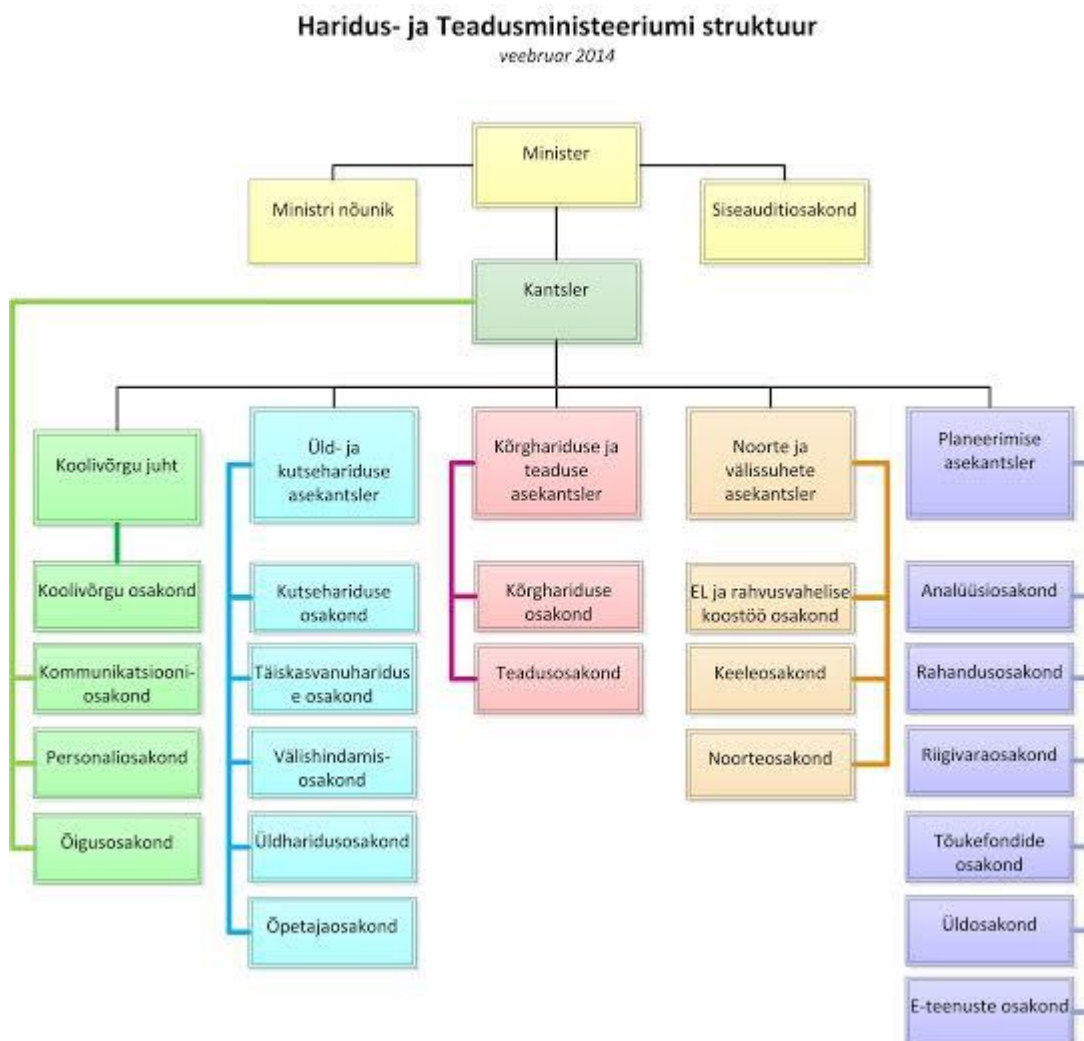 Haridus- ja Teadusministeeriumi struktuur
veebruar 2014
Minister
Ministri nõunik
Siseauditiosakond
Kantsler
Koolivõrgu juht
Üld- ja
kutsehariduse
asekantsler
Kõrghariduse ja
teaduse
asekantsler
Noorte ja
välissuhete
asekantsler
Planeerimise
asekantsler
Koolivõrgu osakond
Kommunikatsiooni-
osakond
Personaliosakond
Õigusosakond
Kutsehariduse
osakond
Täiskasvanuharidus
e osakond
Välishindamis-
osakond
Üldharidusosakond
Õpetajaosakond
Kõrghariduse
osakond
Teadusosakond
EL ja rahvusvahelise
koostöö osakond
Keeleosakond
Noorteosakond
Analüüsiosakond
Rahandusosakond
Riigivaraosakond
Tõukefondide
osakond
Üldosakond
E-teenuste osakond